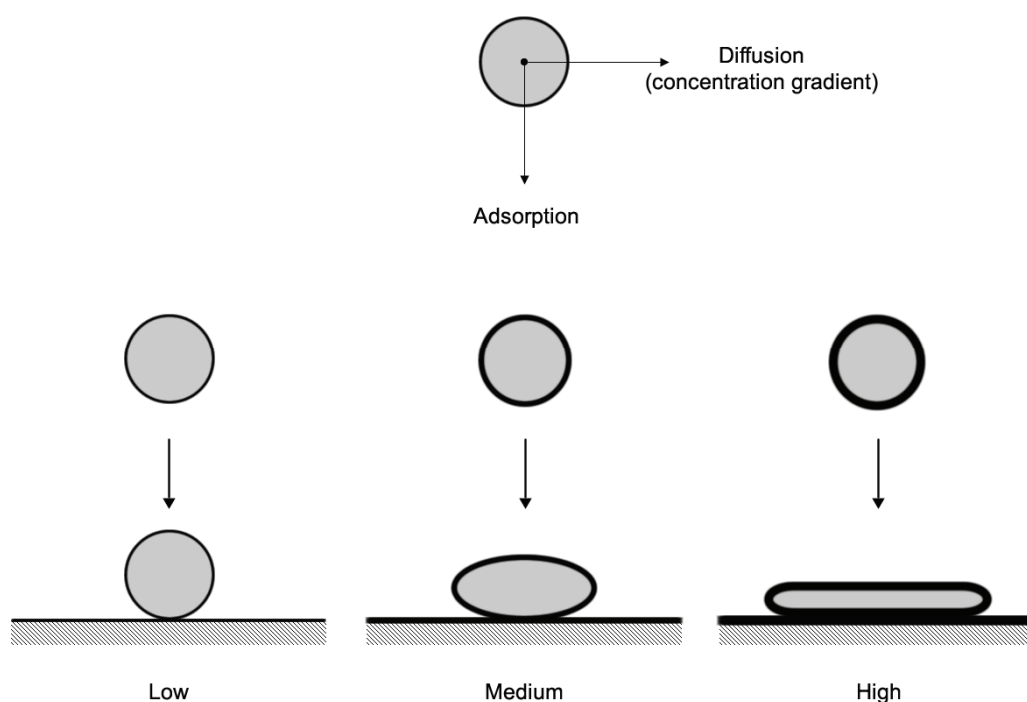 Diffusion
(concentration gradient)
Adsorption
Low
Medium
High